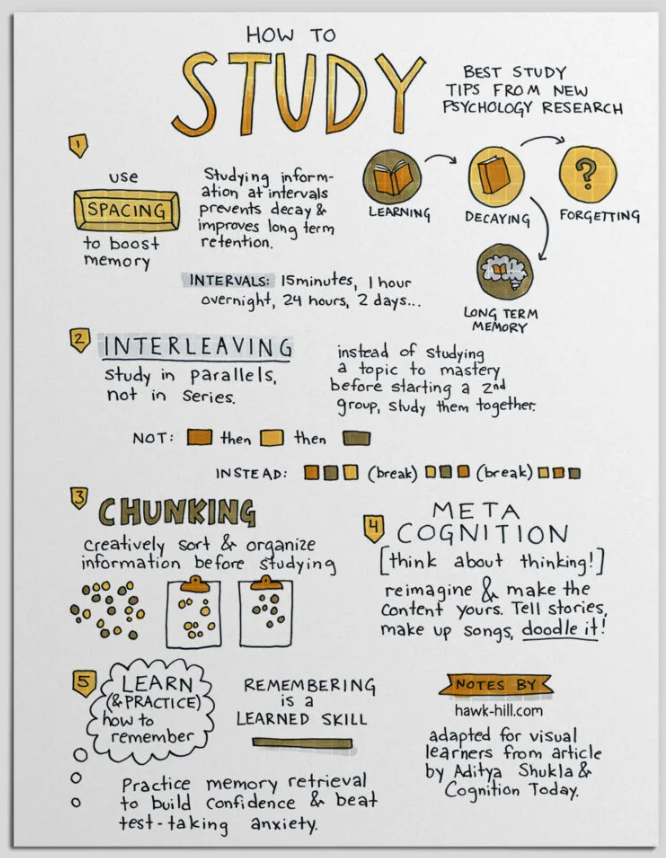 HOW TO
STUDY
BEST STUDY
TIPS FROM NEW
PSYCHOLOGY RESEARCH
1
use
SPACING
to boost
memory
Studying inform-
ation at intervals
prevents decay &
improves long term
retention.
LEARNING
DECAYING
FORGETTING
?
LONG TERM
MEMORY
INTERVALS: 15minutes, 1 hour
overnight, 24 hours, 2 days...
2
INTERLEAVING
study in parallels,
not in series.
instead of studying
a topic to mastery
before starting a 2nd
group, study them together.
NOT: then then
INSTEAD: (break) (break)
3
CHUNKING
creatively sort & organize
information before studying
4
META
COGNITION
[think about thinking!]
reimagine & make the
content yours. Tell stories,
make up songs, doodle it!
5
LEARN
(& PRACTICE)
how to
remember
REMEMBERING
is a
LEARNED SKILL
Practice memory retrieval
to build confidence & beat
test-taking anxiety.
NOTES BY
hawk-hill.com
adapted for visual
learners from article
by Aditya Shukla &
Cognition Today.